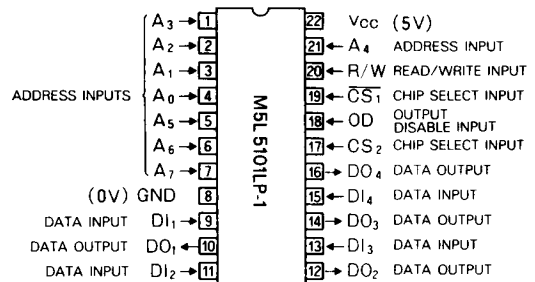 A3 → 1 22 Vcc (5V)
A2 → 2 21 ← A4 ADDRESS INPUT
A1 → 3 20 ← R/W READ/WRITE INPUT
ADDRESS INPUTS A0 → 4 19 ← CS1 CHIP SELECT INPUT
A5 → 5 18 ← OD OUTPUT DISABLE INPUT
A6 → 6 17 ← CS2 CHIP SELECT INPUT
A7 → 7 16 → DO4 DATA OUTPUT
(0V) GND 8 15 ← DI4 DATA INPUT
DATA INPUT DI1 → 9 14 → DO3 DATA OUTPUT
DATA OUTPUT DO1 ← 10 13 ← DI3 DATA INPUT
DATA INPUT DI2 → 11 12 → DO2 DATA OUTPUT
M5L5101LP-1